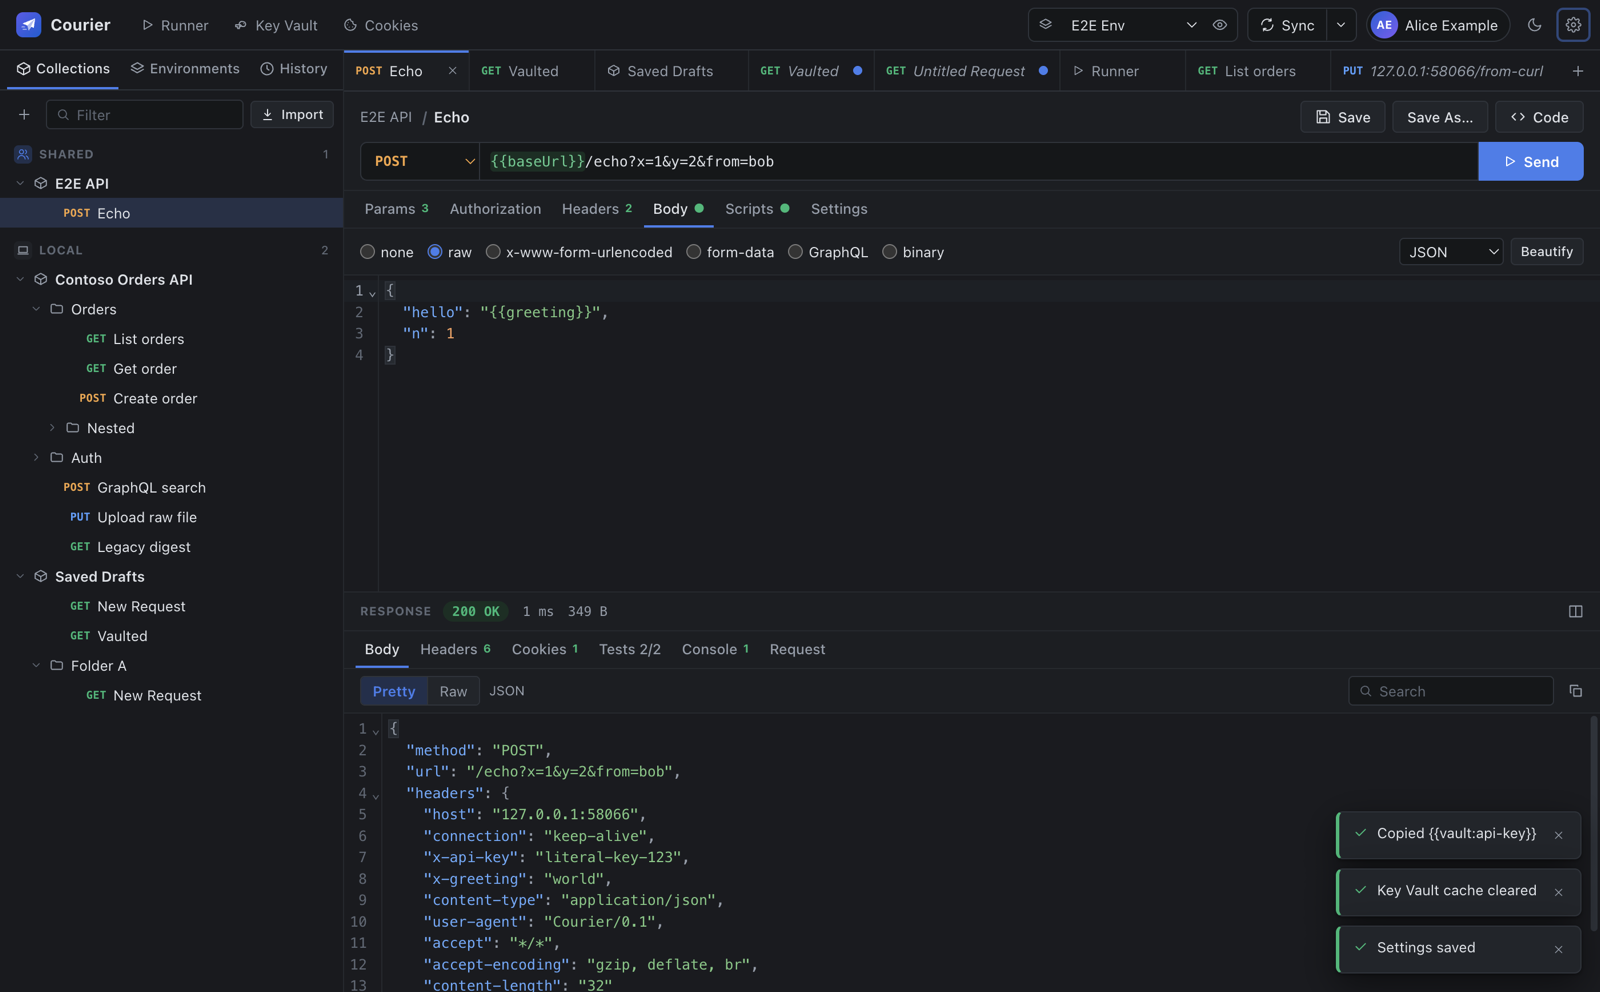 Courier Runner Key Vault Cookies E2E Env Sync AE Alice Example
Collections Environments History
POST Echo GET Vaulted Saved Drafts GET Vaulted GET Untitled Request Runner GET List orders PUT 127.0.0.1:58066/from-curl
Filter Import
SHARED 1
E2E API
POST Echo
LOCAL 2
Contoso Orders API
Orders
GET List orders
GET Get order
POST Create order
Nested
Auth
POST GraphQL search
PUT Upload raw file
GET Legacy digest
Saved Drafts
GET New Request
GET Vaulted
Folder A
GET New Request
E2E API / Echo Save Save As... Code
POST {{baseUrl}}/echo?x=1&y=2&from=bob Send
Params 3 Authorization Headers 2 Body Scripts Settings
none raw x-www-form-urlencoded form-data GraphQL binary JSON Beautify
1 {
2 "hello": "{{greeting}}",
3 "n": 1
4 }
RESPONSE 200 OK 1 ms 349 B
Body Headers 6 Cookies 1 Tests 2/2 Console 1 Request
Pretty Raw JSON Search
1 {
2 "method": "POST",
3 "url": "/echo?x=1&y=2&from=bob",
4 "headers": {
5 "host": "127.0.0.1:58066",
6 "connection": "keep-alive",
7 "x-api-key": "literal-key-123",
8 "x-greeting": "world",
9 "content-type": "application/json",
10 "user-agent": "Courier/0.1",
11 "accept": "*/*",
12 "accept-encoding": "gzip, deflate, br",
13 "content-length": "32"
Copied {{vault:api-key}}
Key Vault cache cleared
Settings saved